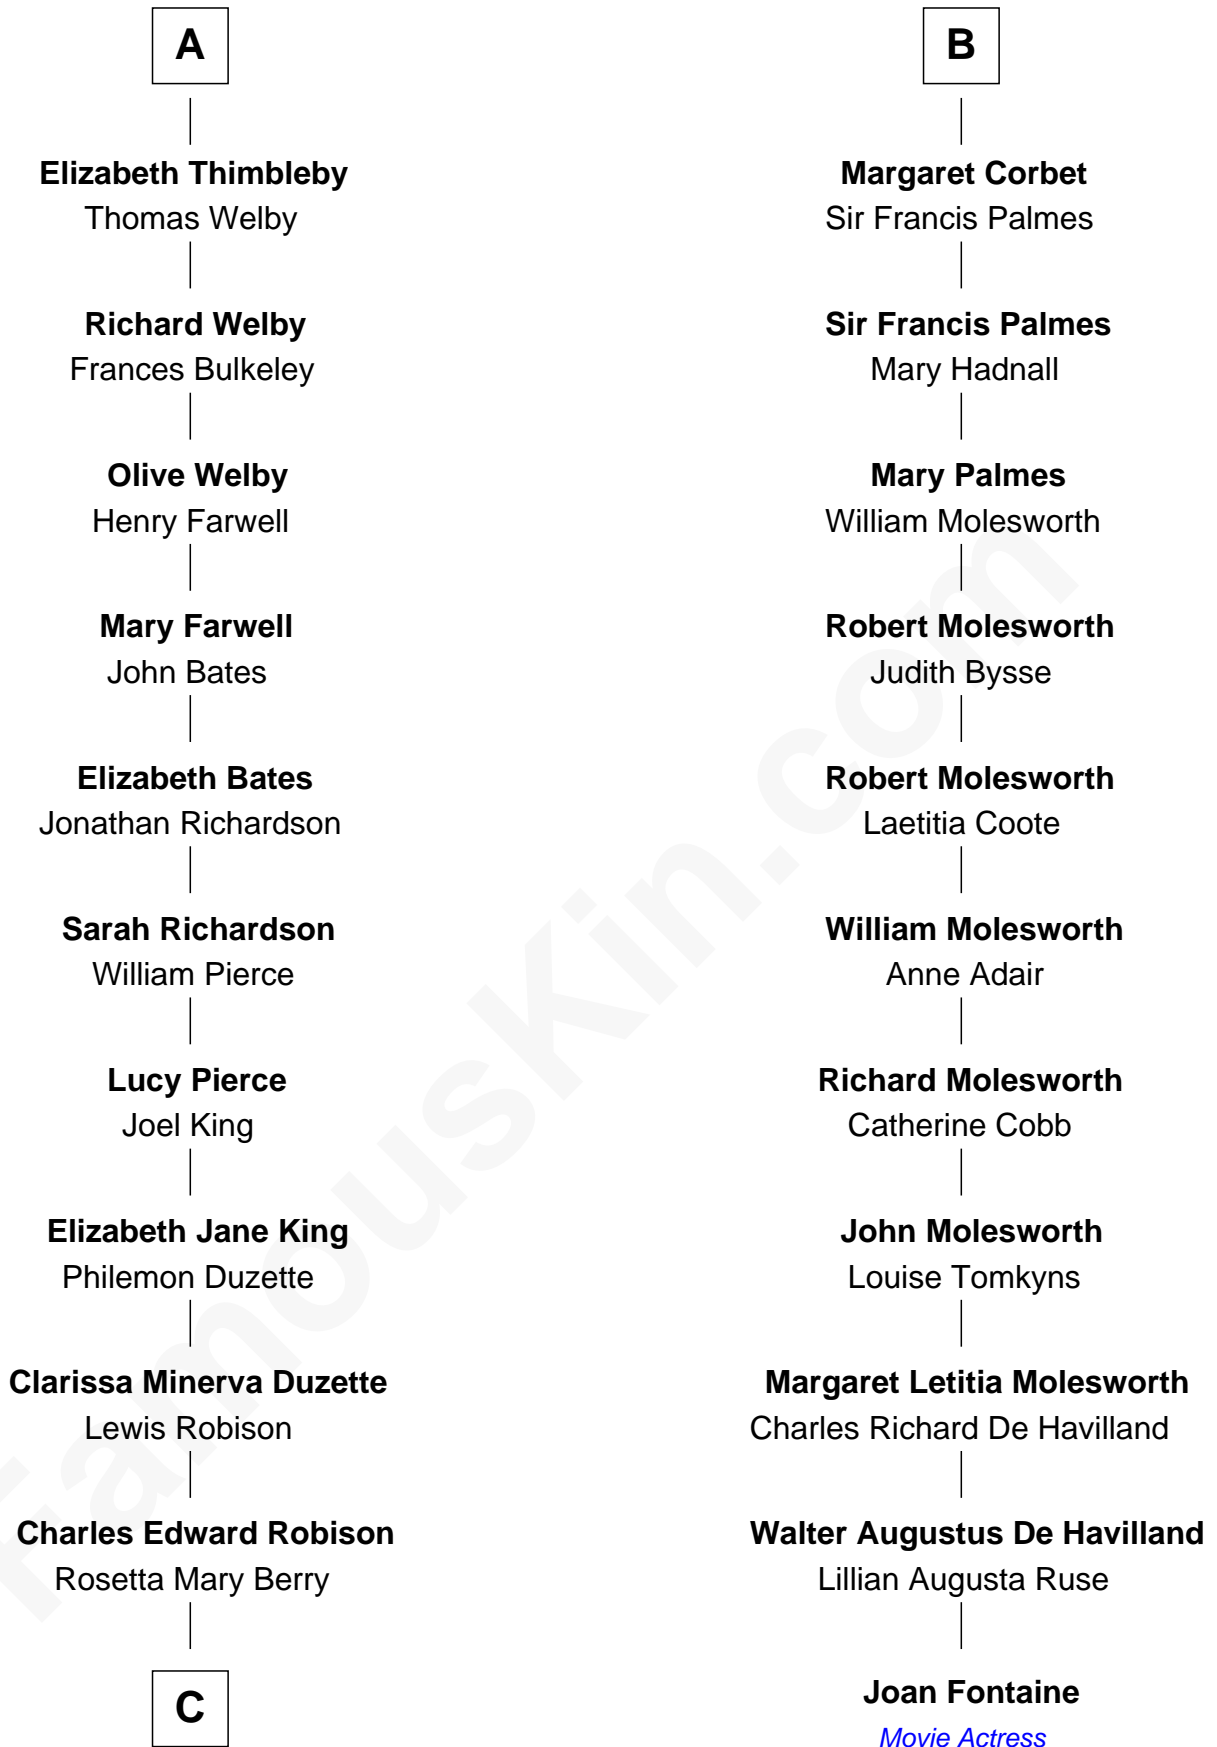 A
Elizabeth Thimbleby
Thomas Welby
Richard Welby
Frances Bulkeley
Olive Welby
Henry Farwell
Mary Farwell
John Bates
Elizabeth Bates
Jonathan Richardson
Sarah Richardson
William Pierce
Lucy Pierce
Joel King
Elizabeth Jane King
Philemon Duzette
Clarissa Minerva Duzette
Lewis Robison
Charles Edward Robison
Rosetta Mary Berry
C
B
Margaret Corbet
Sir Francis Palmes
Sir Francis Palmes
Mary Hadnall
Mary Palmes
William Molesworth
Robert Molesworth
Judith Bysse
Robert Molesworth
Laetitia Coote
William Molesworth
Anne Adair
Richard Molesworth
Catherine Cobb
John Molesworth
Louise Tomkyns
Margaret Letitia Molesworth
Charles Richard De Havilland
Walter Augustus De Havilland
Lillian Augusta Ruse
Joan Fontaine
Movie Actress
FamousKin.com